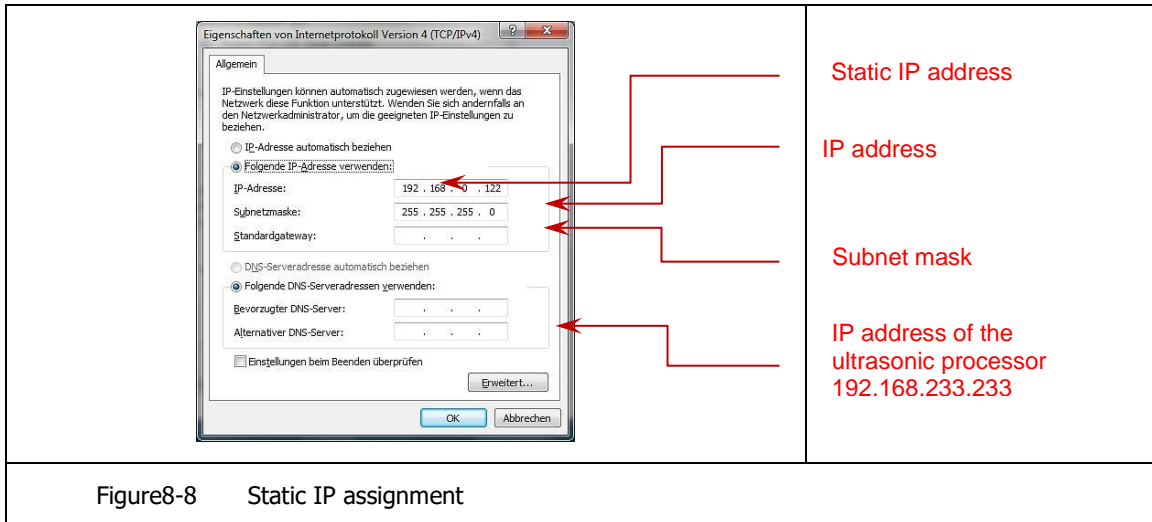 Eigenschaften von Internetprotokoll Version 4 (TCP/IPv4)
Allgemein
IP-Einstellungen können automatisch zugewiesen werden, wenn das
Netzwerk diese Funktion unterstützt. Wenden Sie sich andernfalls an
den Netzwerkadministrator, um die geeigneten IP-Einstellungen zu
beziehen.
IP-Adresse automatisch beziehen
Folgende IP-Adresse verwenden:
IP-Adresse: 192 . 168 . 0 . 122
Subnetzmaske: 255 . 255 . 255 . 0
Standardgateway: . . .
DNS-Serveradresse automatisch beziehen
Folgende DNS-Serveradressen verwenden:
Bevorzugter DNS-Server: . . .
Alternativer DNS-Server: . . .
Einstellungen beim Beenden überprüfen
Erweitert...
OK Abbrechen
Static IP address
IP address
Subnet mask
IP address of the
ultrasonic processor
192.168.233.233
Figure8-8 Static IP assignment